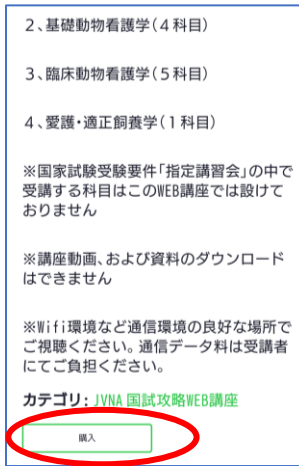 2、基礎動物看護学(4科目)
3、臨床動物看護学(5科目)
4、愛護・適正飼養学(1科目)
※国家試験受験要件「指定講習会」の中で
受講する科目はこのWEB講座では設けて
おりません
※講座動画、および資料のダウンロード
はできません
※Wifi環境など通信環境の良好な場所で
ご視聴ください。通信データ料は受講者
にてご負担ください。
カテゴリ: JVNA 国試攻略WEB講座
購入